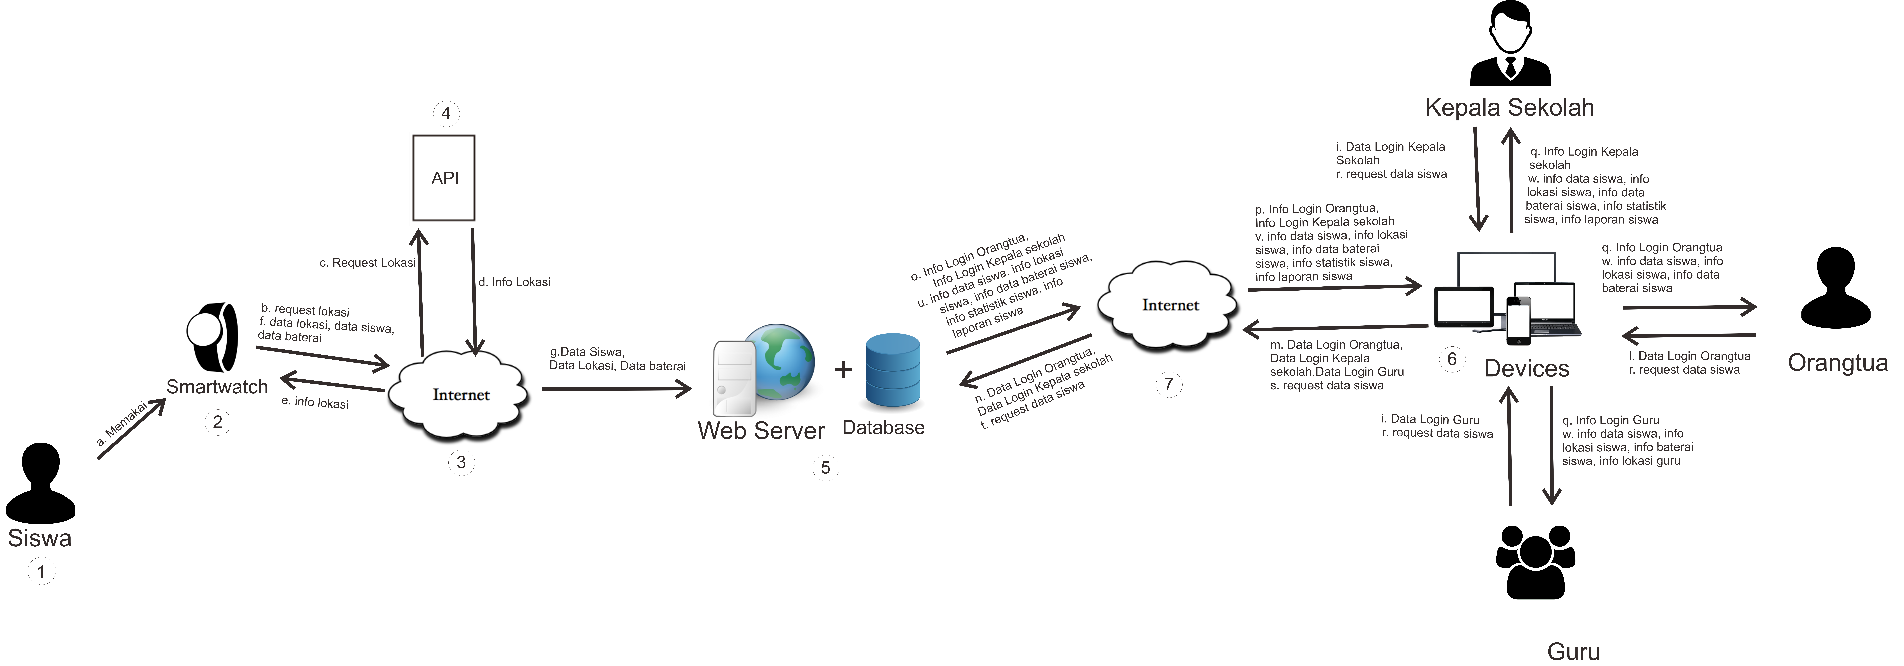 Siswa
1
a. Memakai
Smartwatch
2
b. request lokasi
f. data lokasi, data siswa,
data baterai
e. info lokasi
Internet
3
c. Request Lokasi
d. Info Lokasi
4
API
g.Data Siswa,
Data Lokasi, Data baterai
Web Server
+
Database
5
o. Info Login Orangtua,
Info Login Kepala sekolah
u. info data siswa, info lokasi
siswa, info data baterai siswa,
info statistik siswa, info
laporan siswa
n. Data Login Orangtua,
Data Login Kepala sekolah
t. request data siswa
Internet
7
p. Info Login Orangtua,
Info Login Kepala sekolah
v. info data siswa, info lokasi
siswa, info data baterai
siswa, info statistik siswa,
info laporan siswa
m. Data Login Orangtua,
Data Login Kepala
sekolah.Data Login Guru
s. request data siswa
6
Devices
Kepala Sekolah
i. Data Login Kepala
Sekolah
r. request data siswa
q. Info Login Kepala
sekolah
w. info data siswa, info
lokasi siswa, info data
baterai siswa, info statistik
siswa, info laporan siswa
q. Info Login Orangtua
w. info data siswa, info
lokasi siswa, info data
baterai siswa
l. Data Login Orangtua
r. request data siswa
Orangtua
i. Data Login Guru
r. request data siswa
q. Info Login Guru
w. info data siswa, info
lokasi siswa, info baterai
siswa, info lokasi guru
Guru